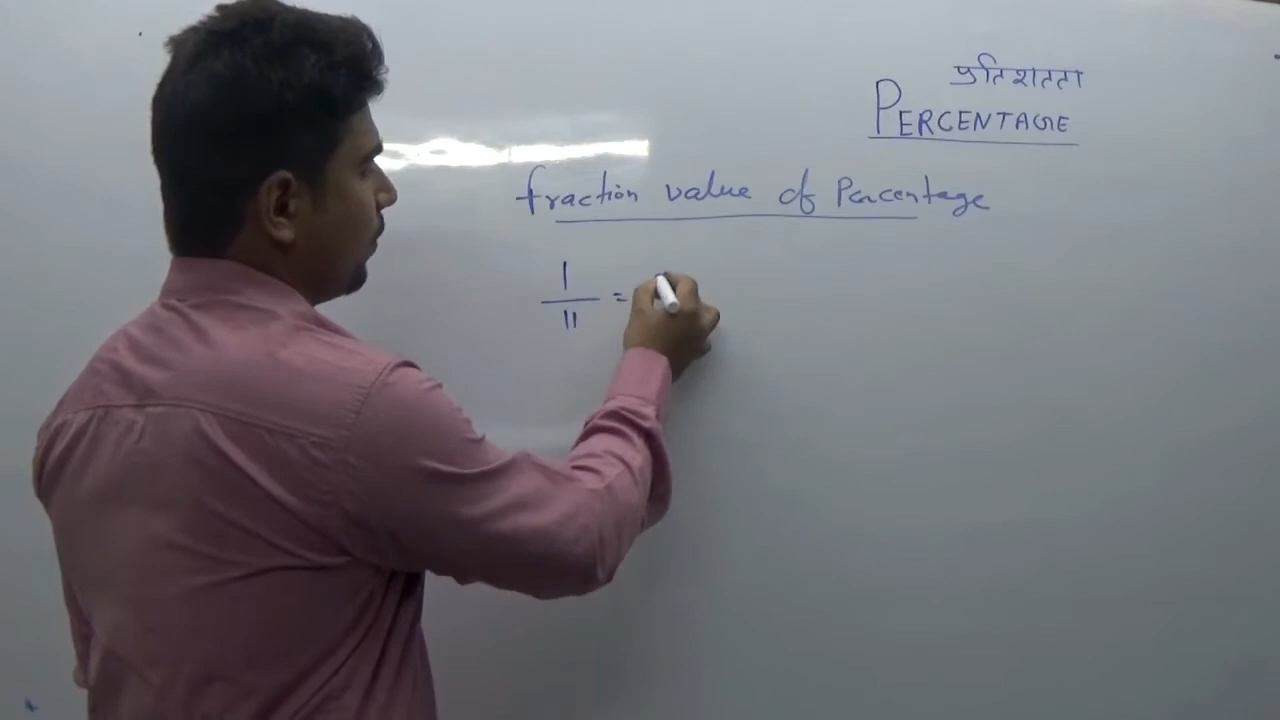 प्रतिशतता
PERCENTAGE
fraction value of Percentage
1/11 =